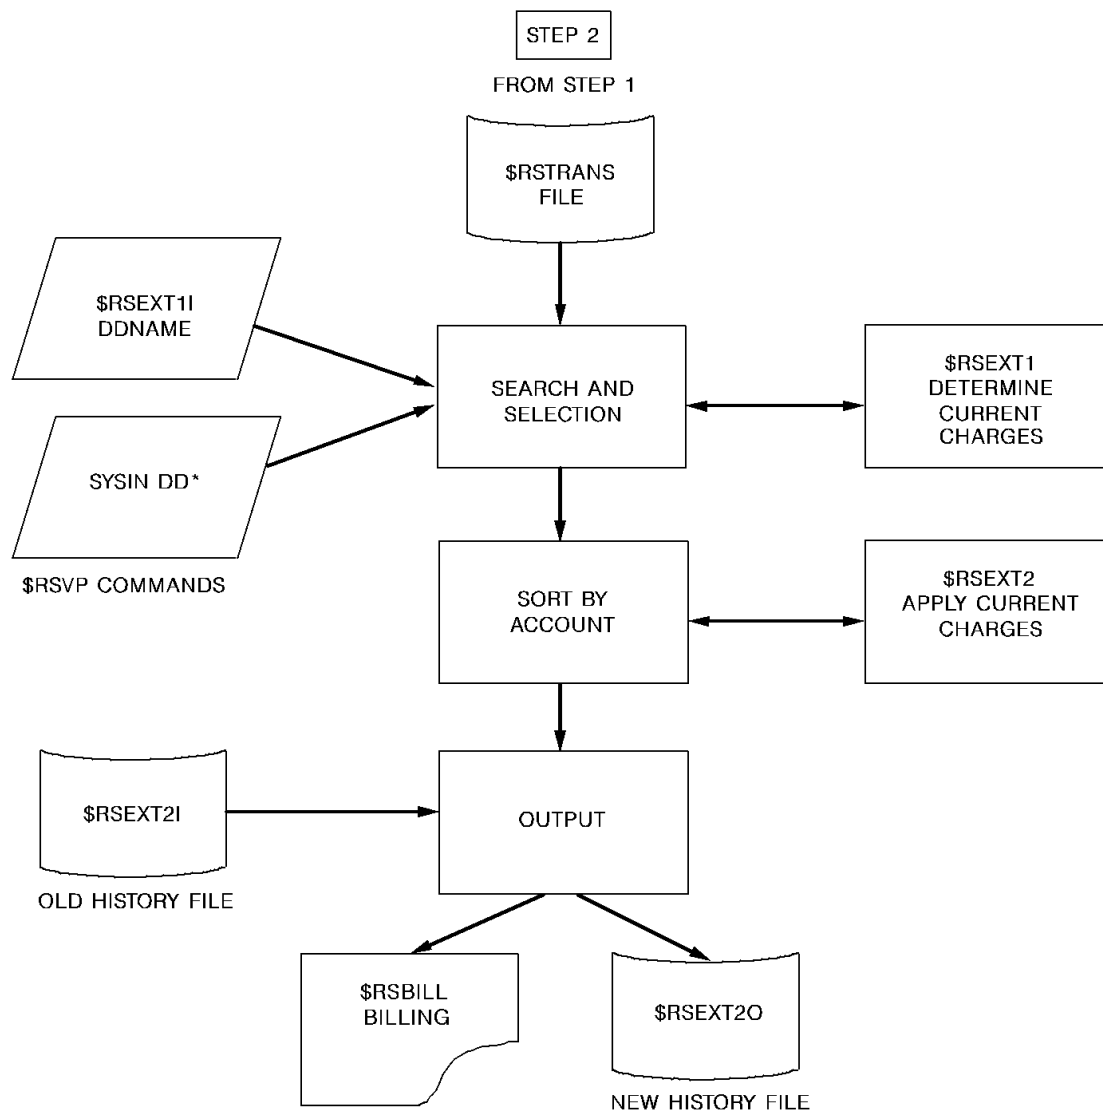 STEP 2
FROM STEP 1
$RSTRANS
FILE
$RSEXT1I
DDNAME
SEARCH AND
SELECTION
$RSEXT1
DETERMINE
CURRENT
CHARGES
SYSIN DD*
$RSVP COMMANDS
SORT BY
ACCOUNT
$RSEXT2
APPLY CURRENT
CHARGES
$RSEXT2I
OLD HISTORY FILE
OUTPUT
$RSBILL
BILLING
$RSEXT2O
NEW HISTORY FILE